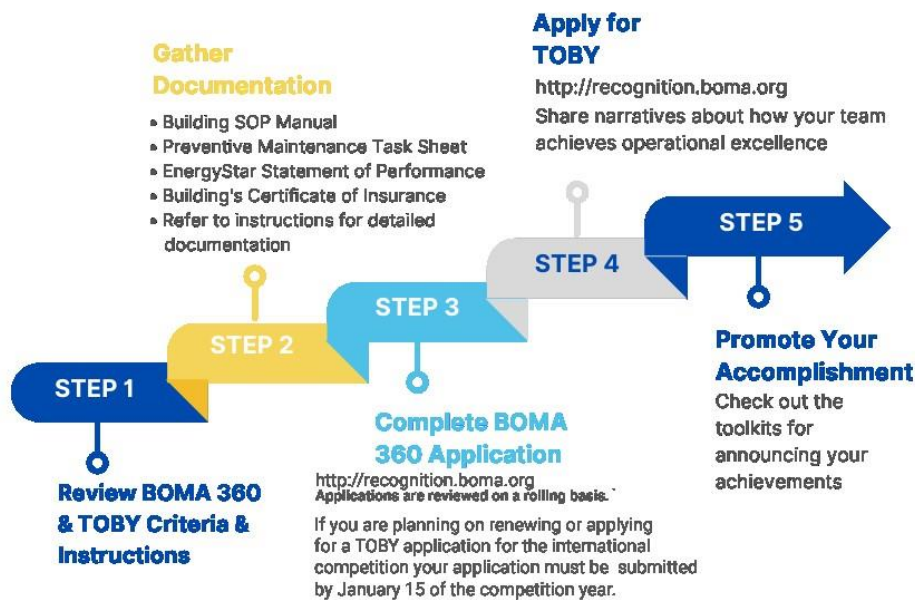 STEP 1
Review BOMA 360
& TOBY Criteria &
Instructions
STEP 2
Gather
Documentation
• Building SOP Manual
• Preventive Maintenance Task Sheet
• EnergyStar Statement of Performance
• Building's Certificate of Insurance
• Refer to instructions for detailed
documentation
STEP 3
Complete BOMA
360 Application
http://recognition.boma.org
Applications are reviewed on a rolling basis.`
If you are planning on renewing or applying
for a TOBY application for the international
competition your application must be submitted
by January 15 of the competition year.
STEP 4
Apply for
TOBY
http://recognition.boma.org
Share narratives about how your team
achieves operational excellence
STEP 5
Promote Your
Accomplishment
Check out the
toolkits for
announcing your
achievements